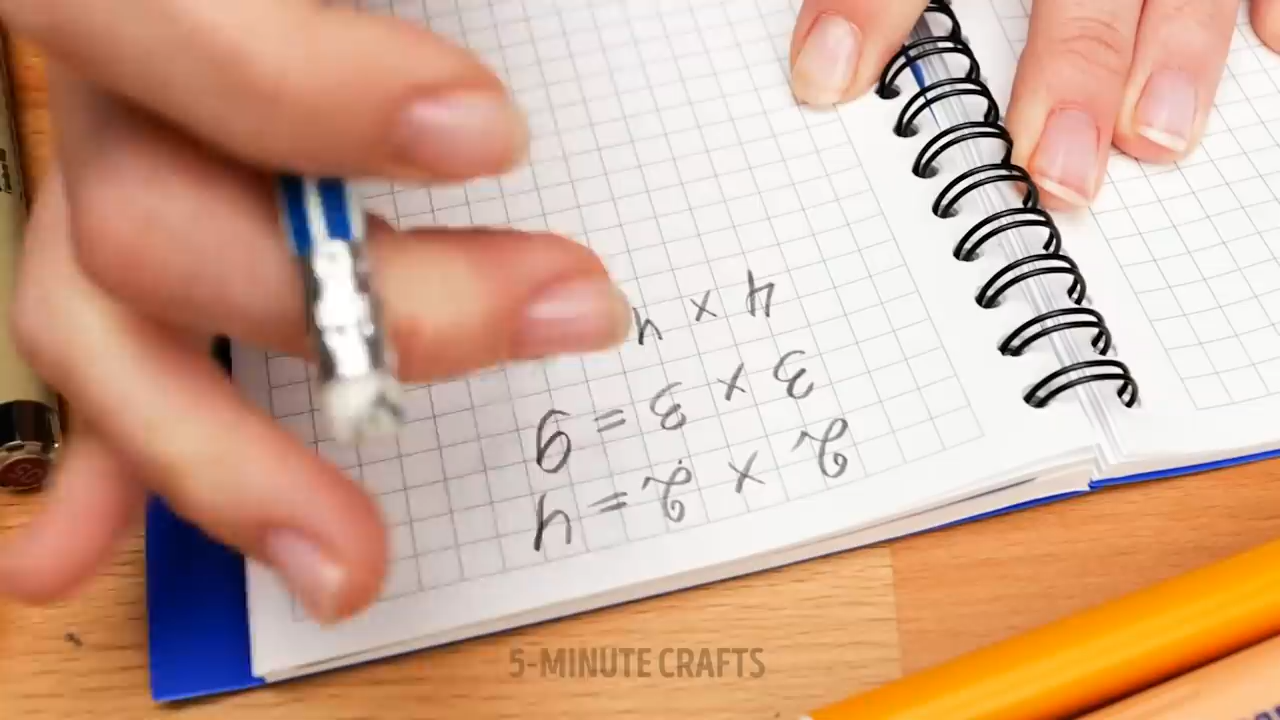 2 x 2 = 4
3 x 3 = 9
4 x 4
5-MINUTE CRAFTS